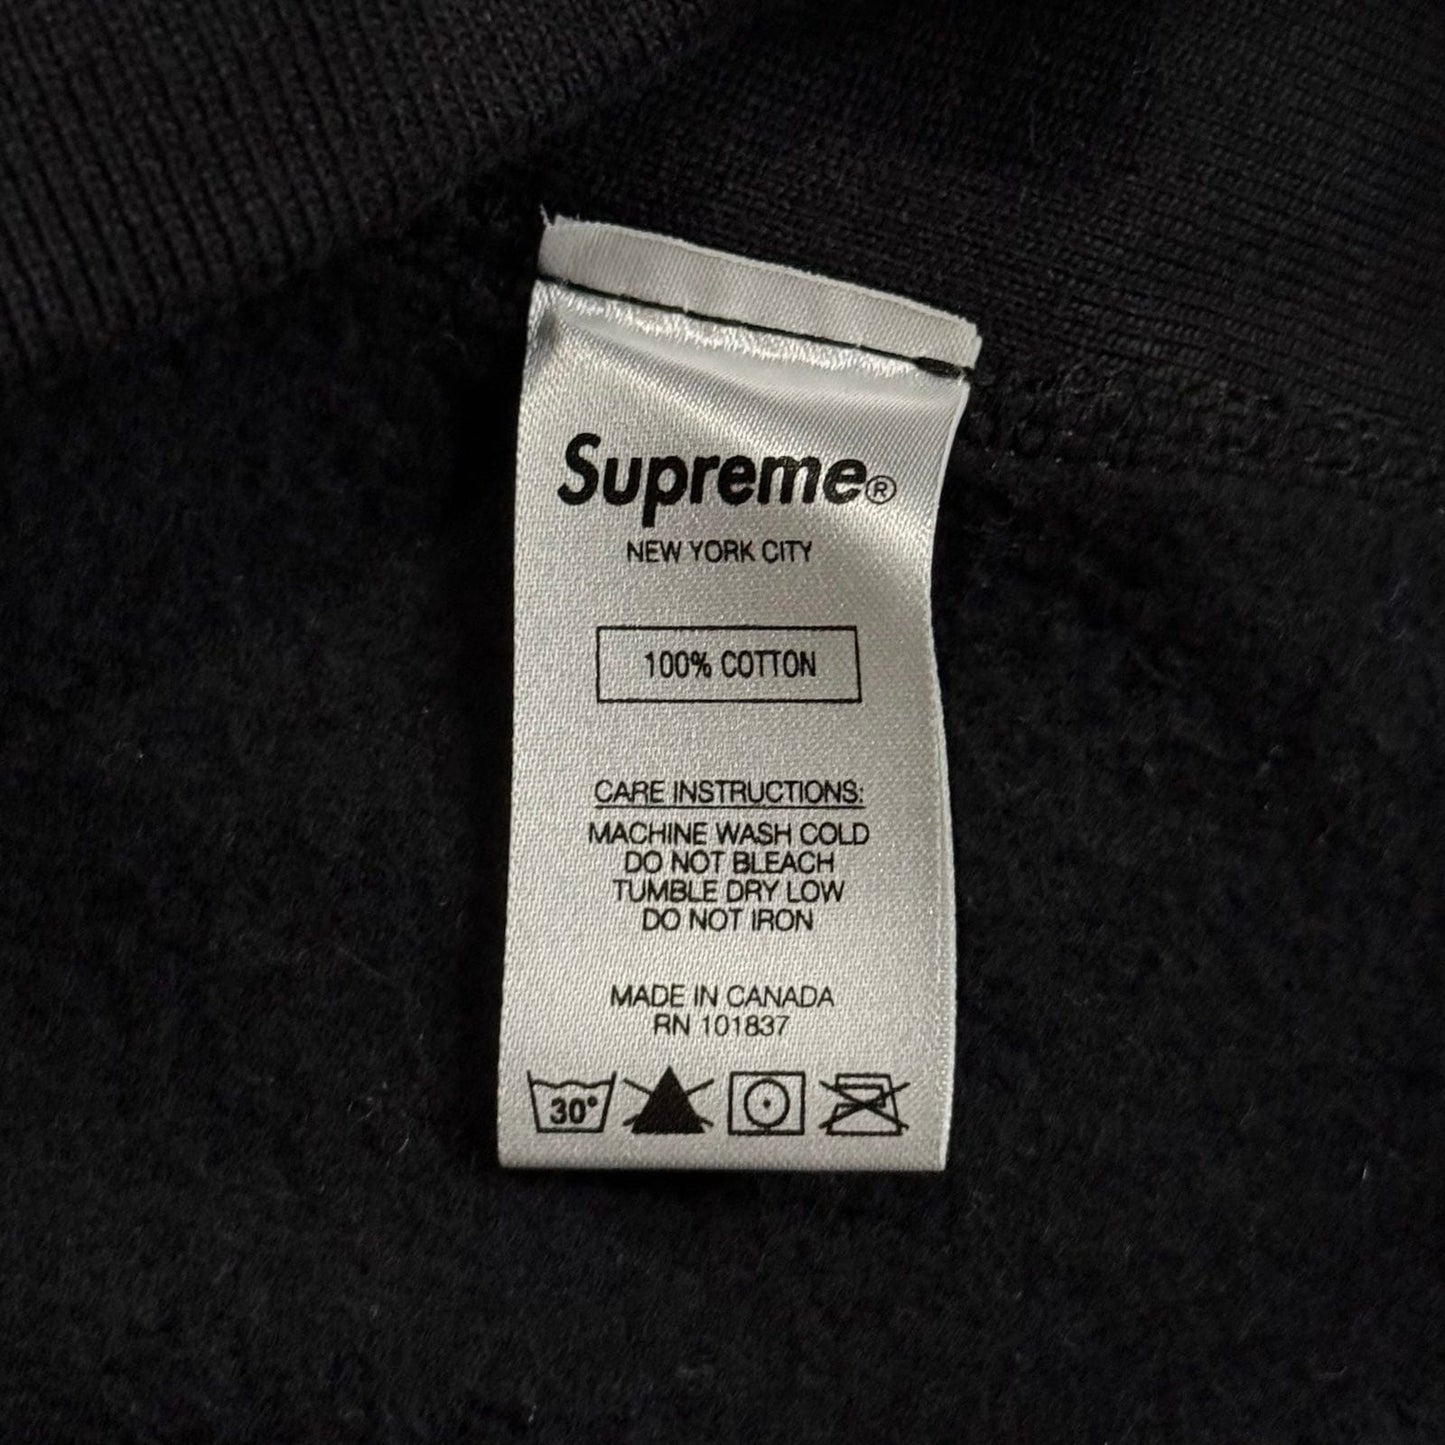 Supreme®
NEW YORK CITY
100% COTTON
CARE INSTRUCTIONS:
MACHINE WASH COLD
DO NOT BLEACH
TUMBLE DRY LOW
DO NOT IRON
MADE IN CANADA
RN 101837
30°